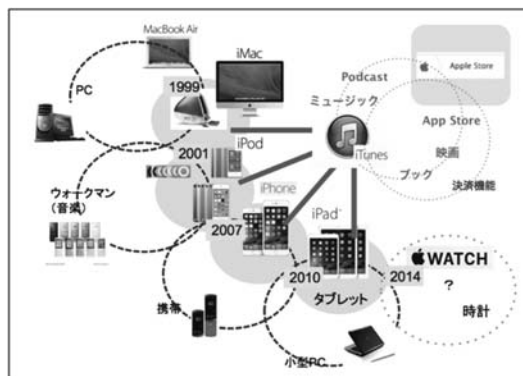 MacBook Air
iMac
Apple Store
PC
1999
Podcast
ミュージック
App Store
iTunes
映画
ブック
決済機能
2001
iPod
ウォークマン
(音楽)
iPhone
2007
iPad
2010
タブレット
2014
WATCH
?
時計
携帯
小型PC